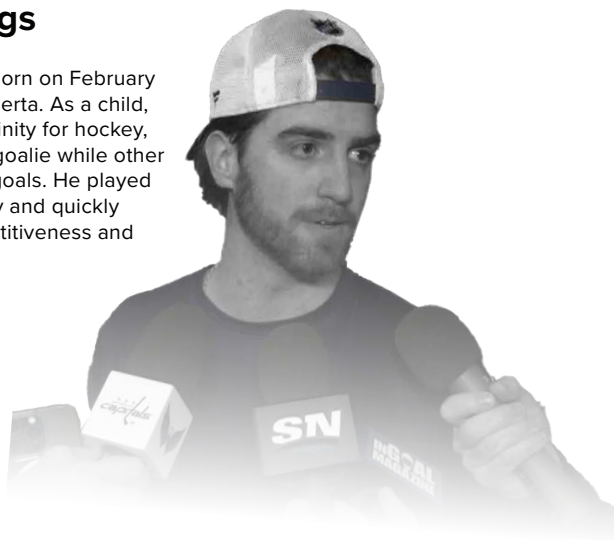 gs
orn on February
erta. As a child,
inity for hockey,
goalie while other
goals. He played
y and quickly
titiveness and
capitals
SN
INGOAL
MAGAZINE